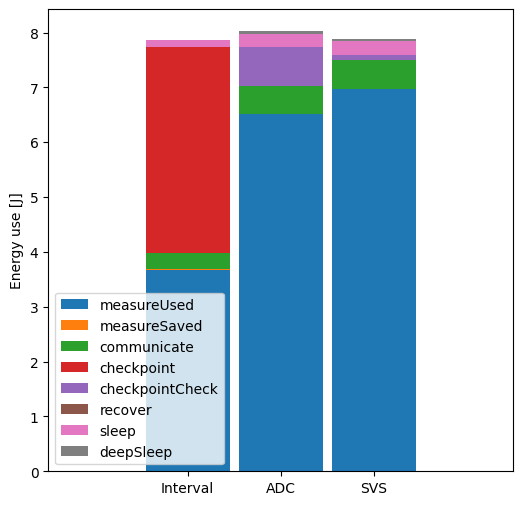 Energy use [J]
8
7
6
5
4
3
2
1
0
measureUsed
measureSaved
communicate
checkpoint
checkpointCheck
recover
sleep
deepSleep
Interval ADC SVS